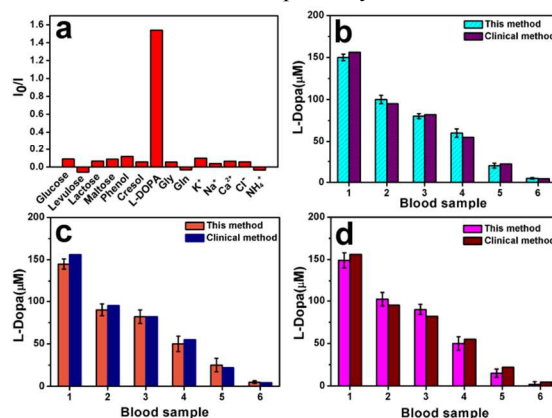 a
I0/I
1.6
1.4
1.2
1.0
0.8
0.6
0.4
0.2
0.0
Glucose
Levulose
Lactose
Maltose
Phenol
Cresol
L-DOPA
Gly
Gln
K+
Na+
Ca2+
Cl-
NH4+
b
This method
Clinical method
L-Dopa(μM)
200
150
100
50
0
1 2 3 4 5 6
Blood sample
c
This method
Clinical method
L-Dopa(μM)
200
150
100
50
0
1 2 3 4 5 6
Blood sample
d
This method
Clinical method
L-Dopa(μM)
200
150
100
50
0
1 2 3 4 5 6
Blood sample